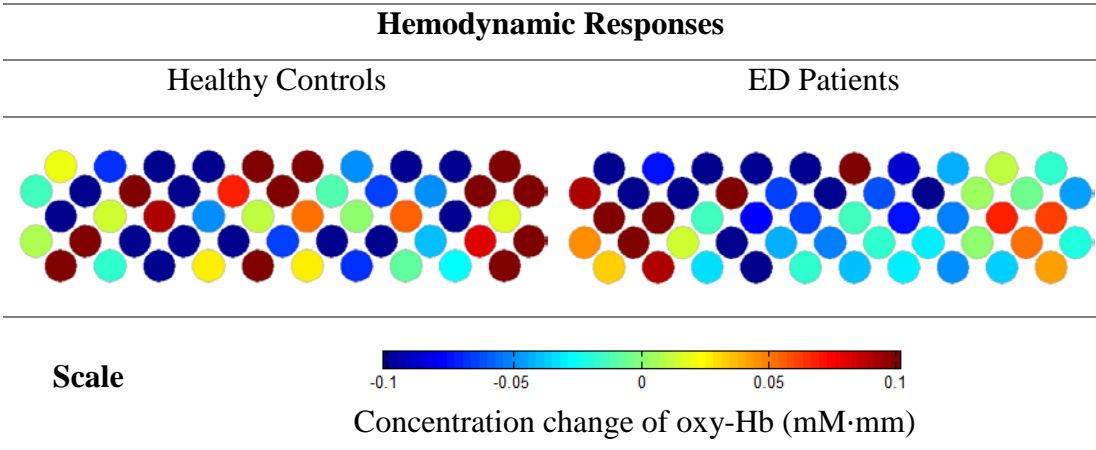 Hemodynamic Responses
Healthy Controls ED Patients
Scale
-0.1 -0.05 0 0.05 0.1
Concentration change of oxy-Hb (mM·mm)